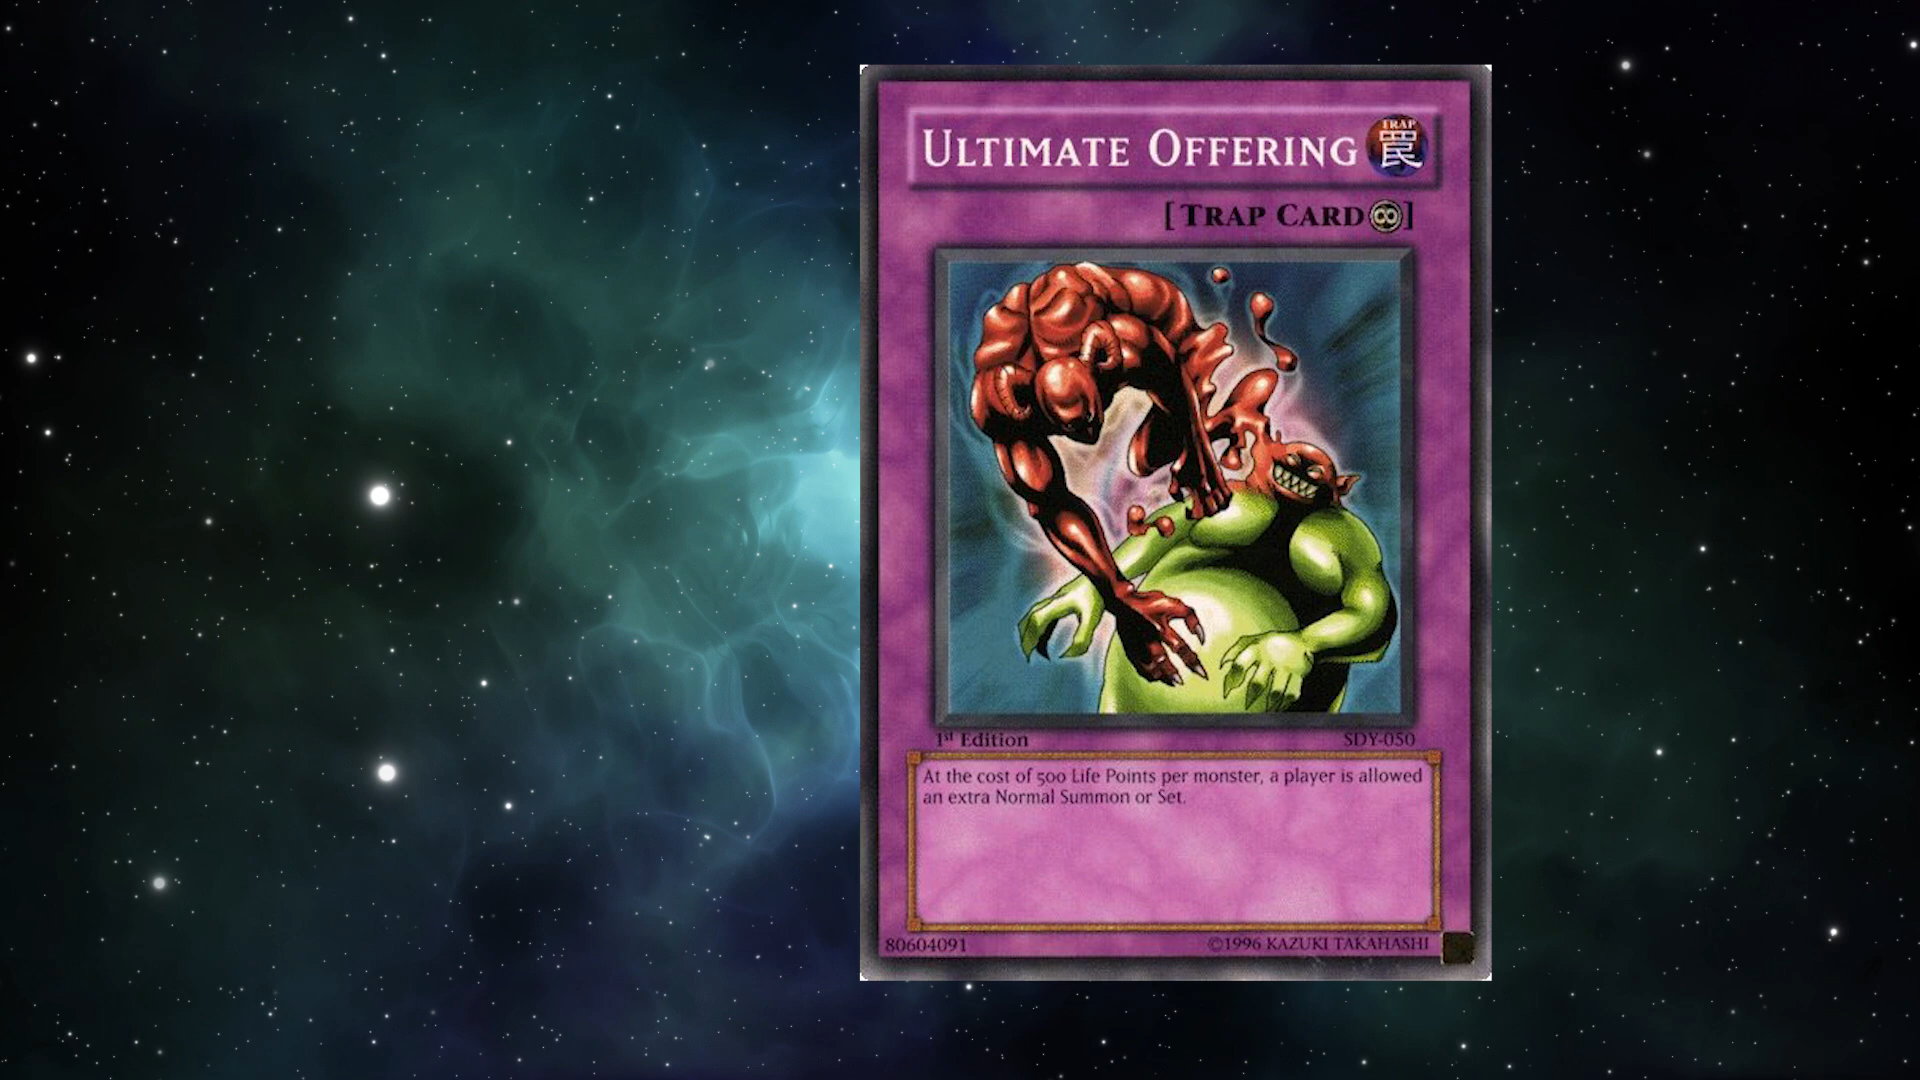 ULTIMATE OFFERING
TRAP
罠
[TRAP CARD]
1st Edition
SDY-050
At the cost of 500 Life Points per monster, a player is allowed
an extra Normal Summon or Set.
80604091
©1996 KAZUKI TAKAHASHI